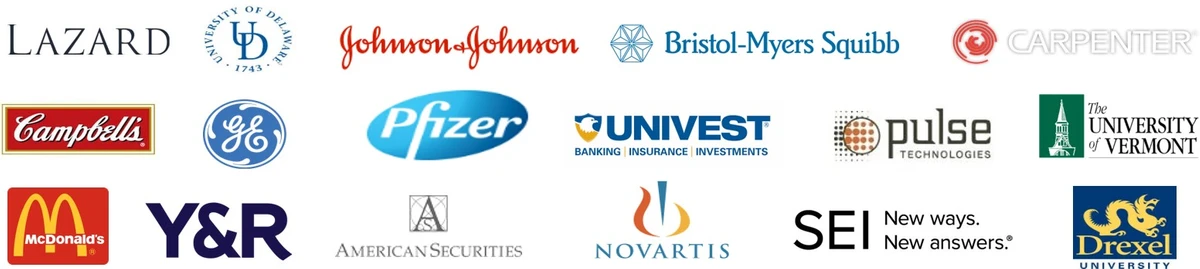 LAZARD
UNIVERSITY OF DELAWARE
UD
· 1743 ·
Johnson & Johnson
Bristol-Myers Squibb
CARPENTER®
Campbell's®
GE
Pfizer
UNIVEST®
BANKING | INSURANCE | INVESTMENTS
pulse
TECHNOLOGIES
The
UNIVERSITY
of VERMONT
McDonald's®
Y&R
AS
AMERICAN SECURITIES
NOVARTIS
SEI
New ways.
New answers.®
Drexel
UNIVERSITY